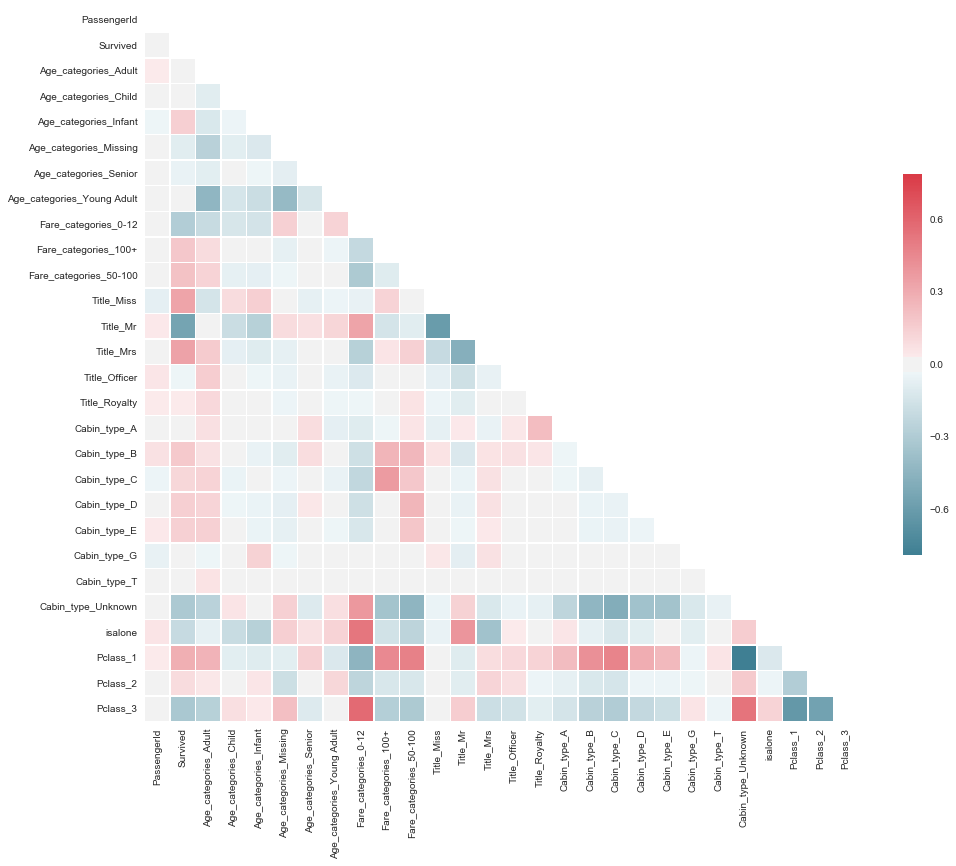 PassengerId
Survived
Age_categories_Adult
Age_categories_Child
Age_categories_Infant
Age_categories_Missing
Age_categories_Senior
Age_categories_Young Adult
Fare_categories_0-12
Fare_categories_100+
Fare_categories_50-100
Title_Miss
Title_Mr
Title_Mrs
Title_Officer
Title_Royalty
Cabin_type_A
Cabin_type_B
Cabin_type_C
Cabin_type_D
Cabin_type_E
Cabin_type_G
Cabin_type_T
Cabin_type_Unknown
isalone
Pclass_1
Pclass_2
Pclass_3
PassengerId
Survived
Age_categories_Adult
Age_categories_Child
Age_categories_Infant
Age_categories_Missing
Age_categories_Senior
Age_categories_Young Adult
Fare_categories_0-12
Fare_categories_100+
Fare_categories_50-100
Title_Miss
Title_Mr
Title_Mrs
Title_Officer
Title_Royalty
Cabin_type_A
Cabin_type_B
Cabin_type_C
Cabin_type_D
Cabin_type_E
Cabin_type_G
Cabin_type_T
Cabin_type_Unknown
isalone
Pclass_1
Pclass_2
Pclass_3
0.6
0.3
0.0
−0.3
−0.6